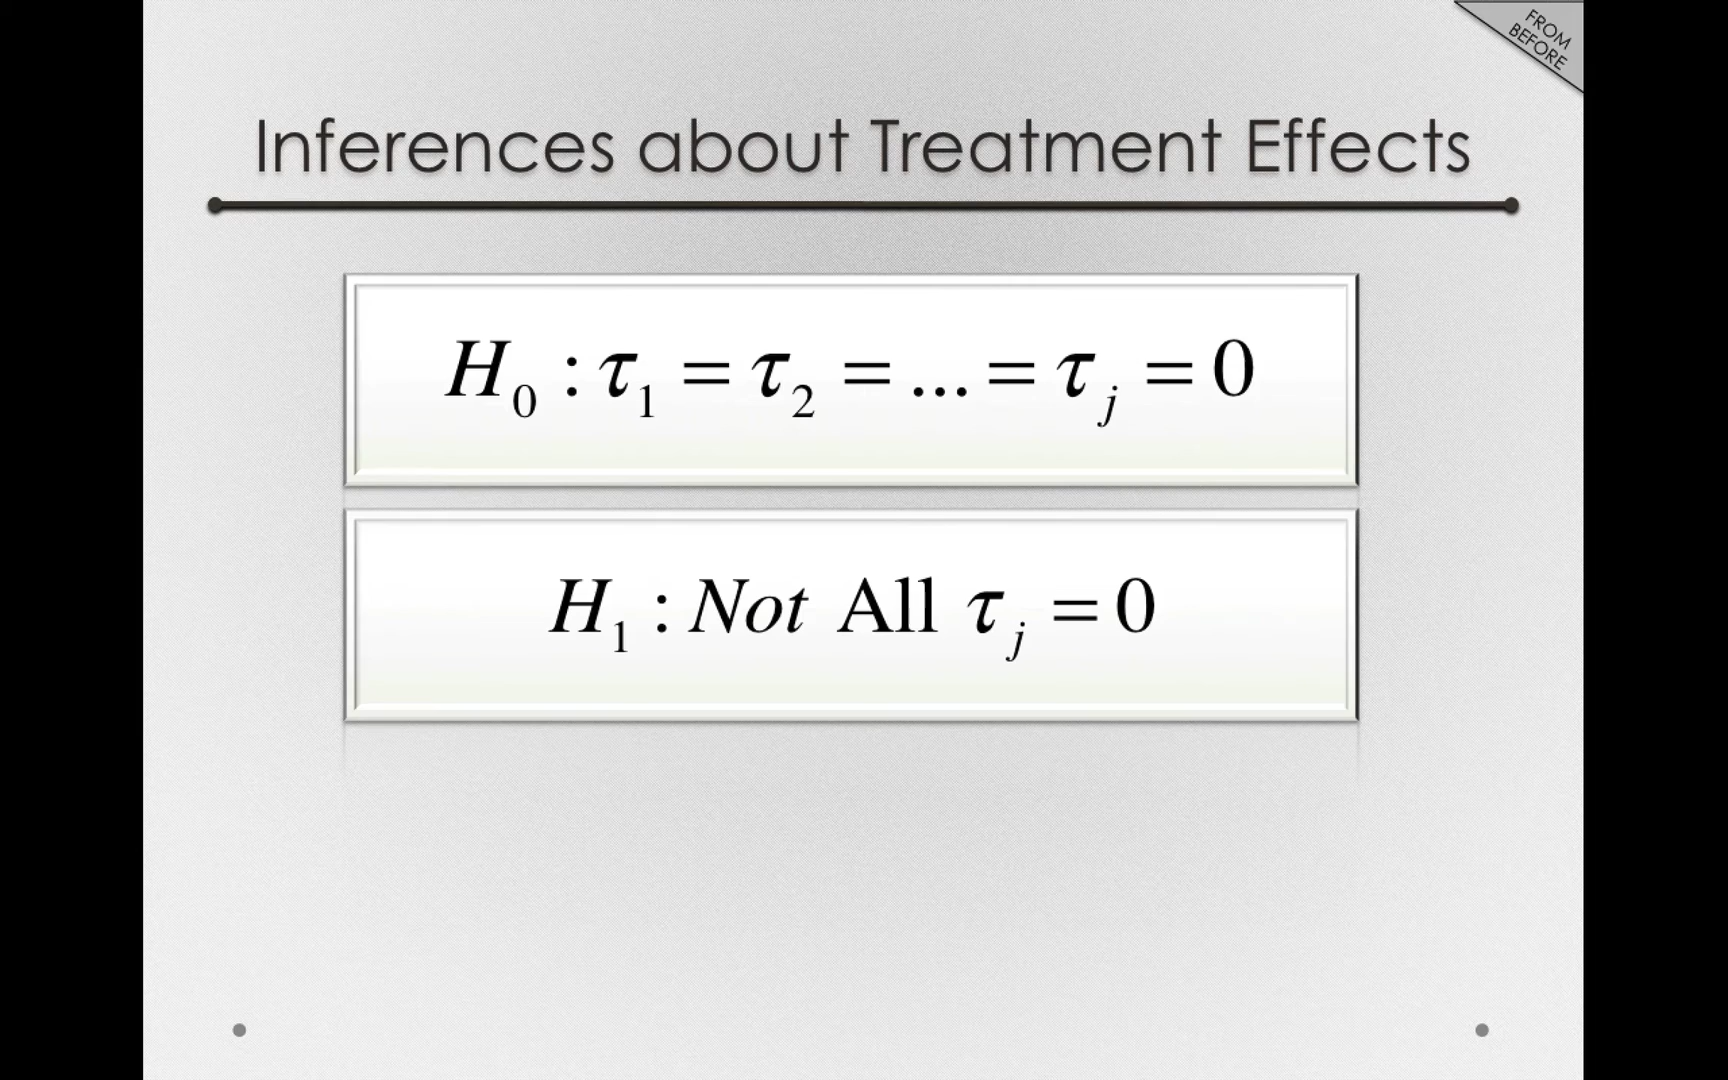 FROM
BEFORE
Inferences about Treatment Effects
H₀ : τ₁ = τ₂ = ... = τⱼ = 0
H₁ : Not All τⱼ = 0